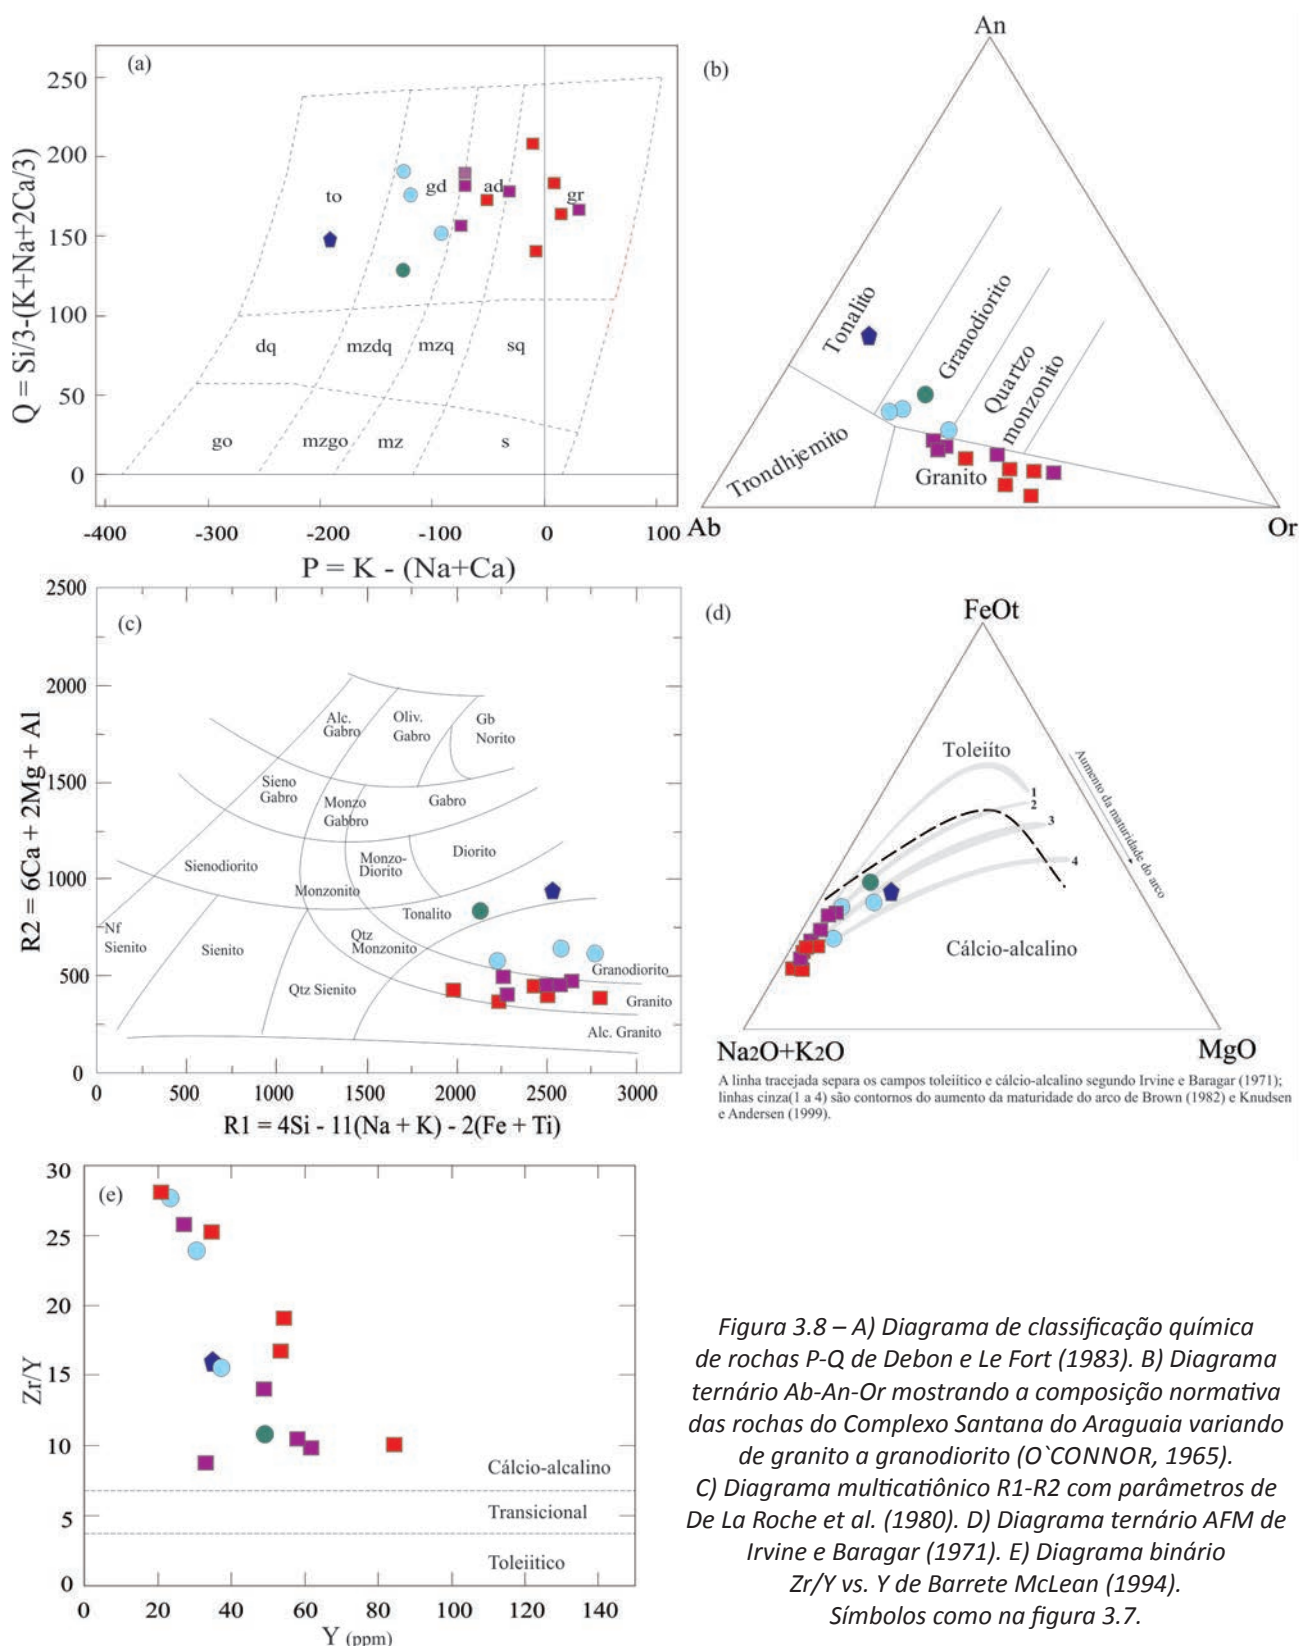 (a)
250
200
150
100
50
0
Q = Si/3-(K+Na+2Ca/3)
to
gd
ad
gr
dq
mzdq
mzq
sq
go
mzgo
mz
s
-400
-300
-200
-100
0
100
P = K - (Na+Ca)
(b)
An
Tonalito
Granodiorito
Quartzo
monzonito
Trondhjemito
Granito
Ab
Or
(c)
2500
2000
1500
1000
500
0
R2 = 6Ca + 2Mg + Al
Alc.
Gabro
Oliv.
Gabro
Gb
Norito
Sieno
Gabro
Monzo
Gabbro
Gabro
Sienodiorito
Monzo-
Diorito
Diorito
Monzonito
Tonalito
Nf
Sienito
Sienito
Qtz
Monzonito
Qtz Sienito
Granodiorito
Granito
Alc. Granito
0
500
1000
1500
2000
2500
3000
R1 = 4Si - 11(Na + K) - 2(Fe + Ti)
(d)
FeOt
Toleiíto
Aumento da maturidade do arco
1
2
3
4
Cálcio-alcalino
Na2O+K2O
MgO
A linha tracejada separa os campos toleiitico e cálcio-alcalino segundo Irvine e Baragar (1971);
linhas cinza(1 a 4) são contornos do aumento da maturidade do arco de Brown (1982) e Knudsen
e Andersen (1999).
(e)
30
25
20
15
10
5
0
Zr/Y
Cálcio-alcalino
Transicional
Toleiitico
0
20
40
60
80
100
120
140
Y (ppm)
Figura 3.8 – A) Diagrama de classificação química
de rochas P-Q de Debon e Le Fort (1983). B) Diagrama
ternário Ab-An-Or mostrando a composição normativa
das rochas do Complexo Santana do Araguaia variando
de granito a granodiorito (O`CONNOR, 1965).
C) Diagrama multicatiônico R1-R2 com parâmetros de
De La Roche et al. (1980). D) Diagrama ternário AFM de
Irvine e Baragar (1971). E) Diagrama binário
Zr/Y vs. Y de Barrete McLean (1994).
Símbolos como na figura 3.7.